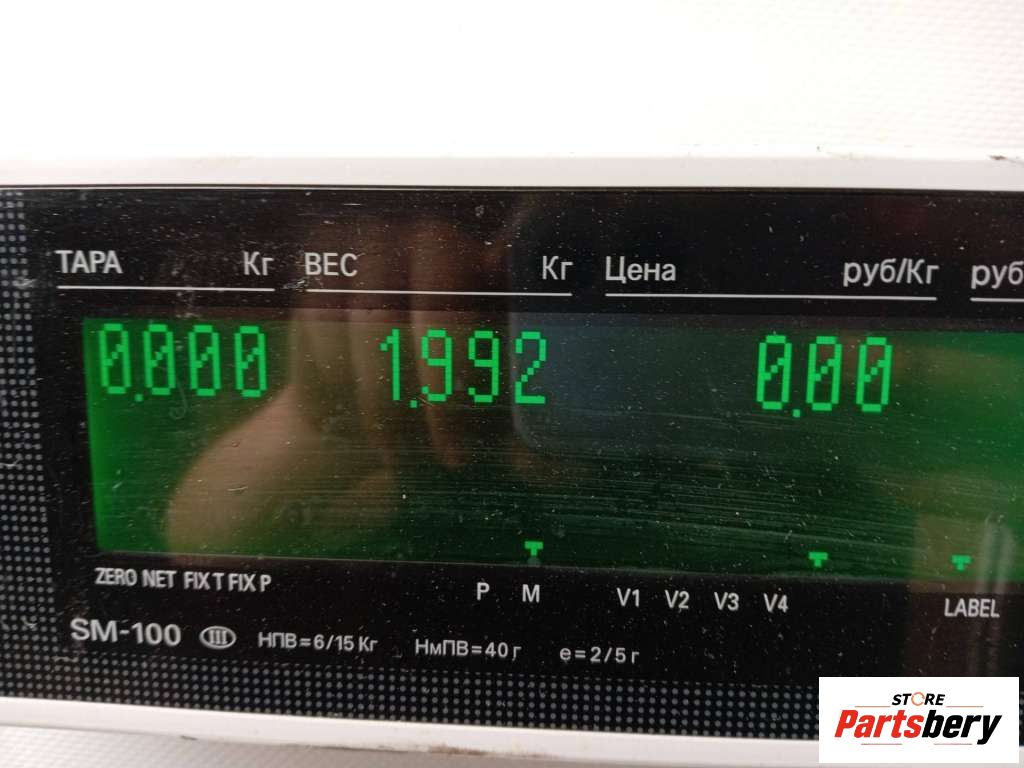 ТАРА Кг ВЕС Кг Цена руб/Кг руб
0.000 1.992 0.00
ZERO NET FIX T FIX P P M V1 V2 V3 V4 LABEL
SM-100 III НПВ=6/15 Кг НмПВ=40 г e=2/5 г
STORE
Partsbery